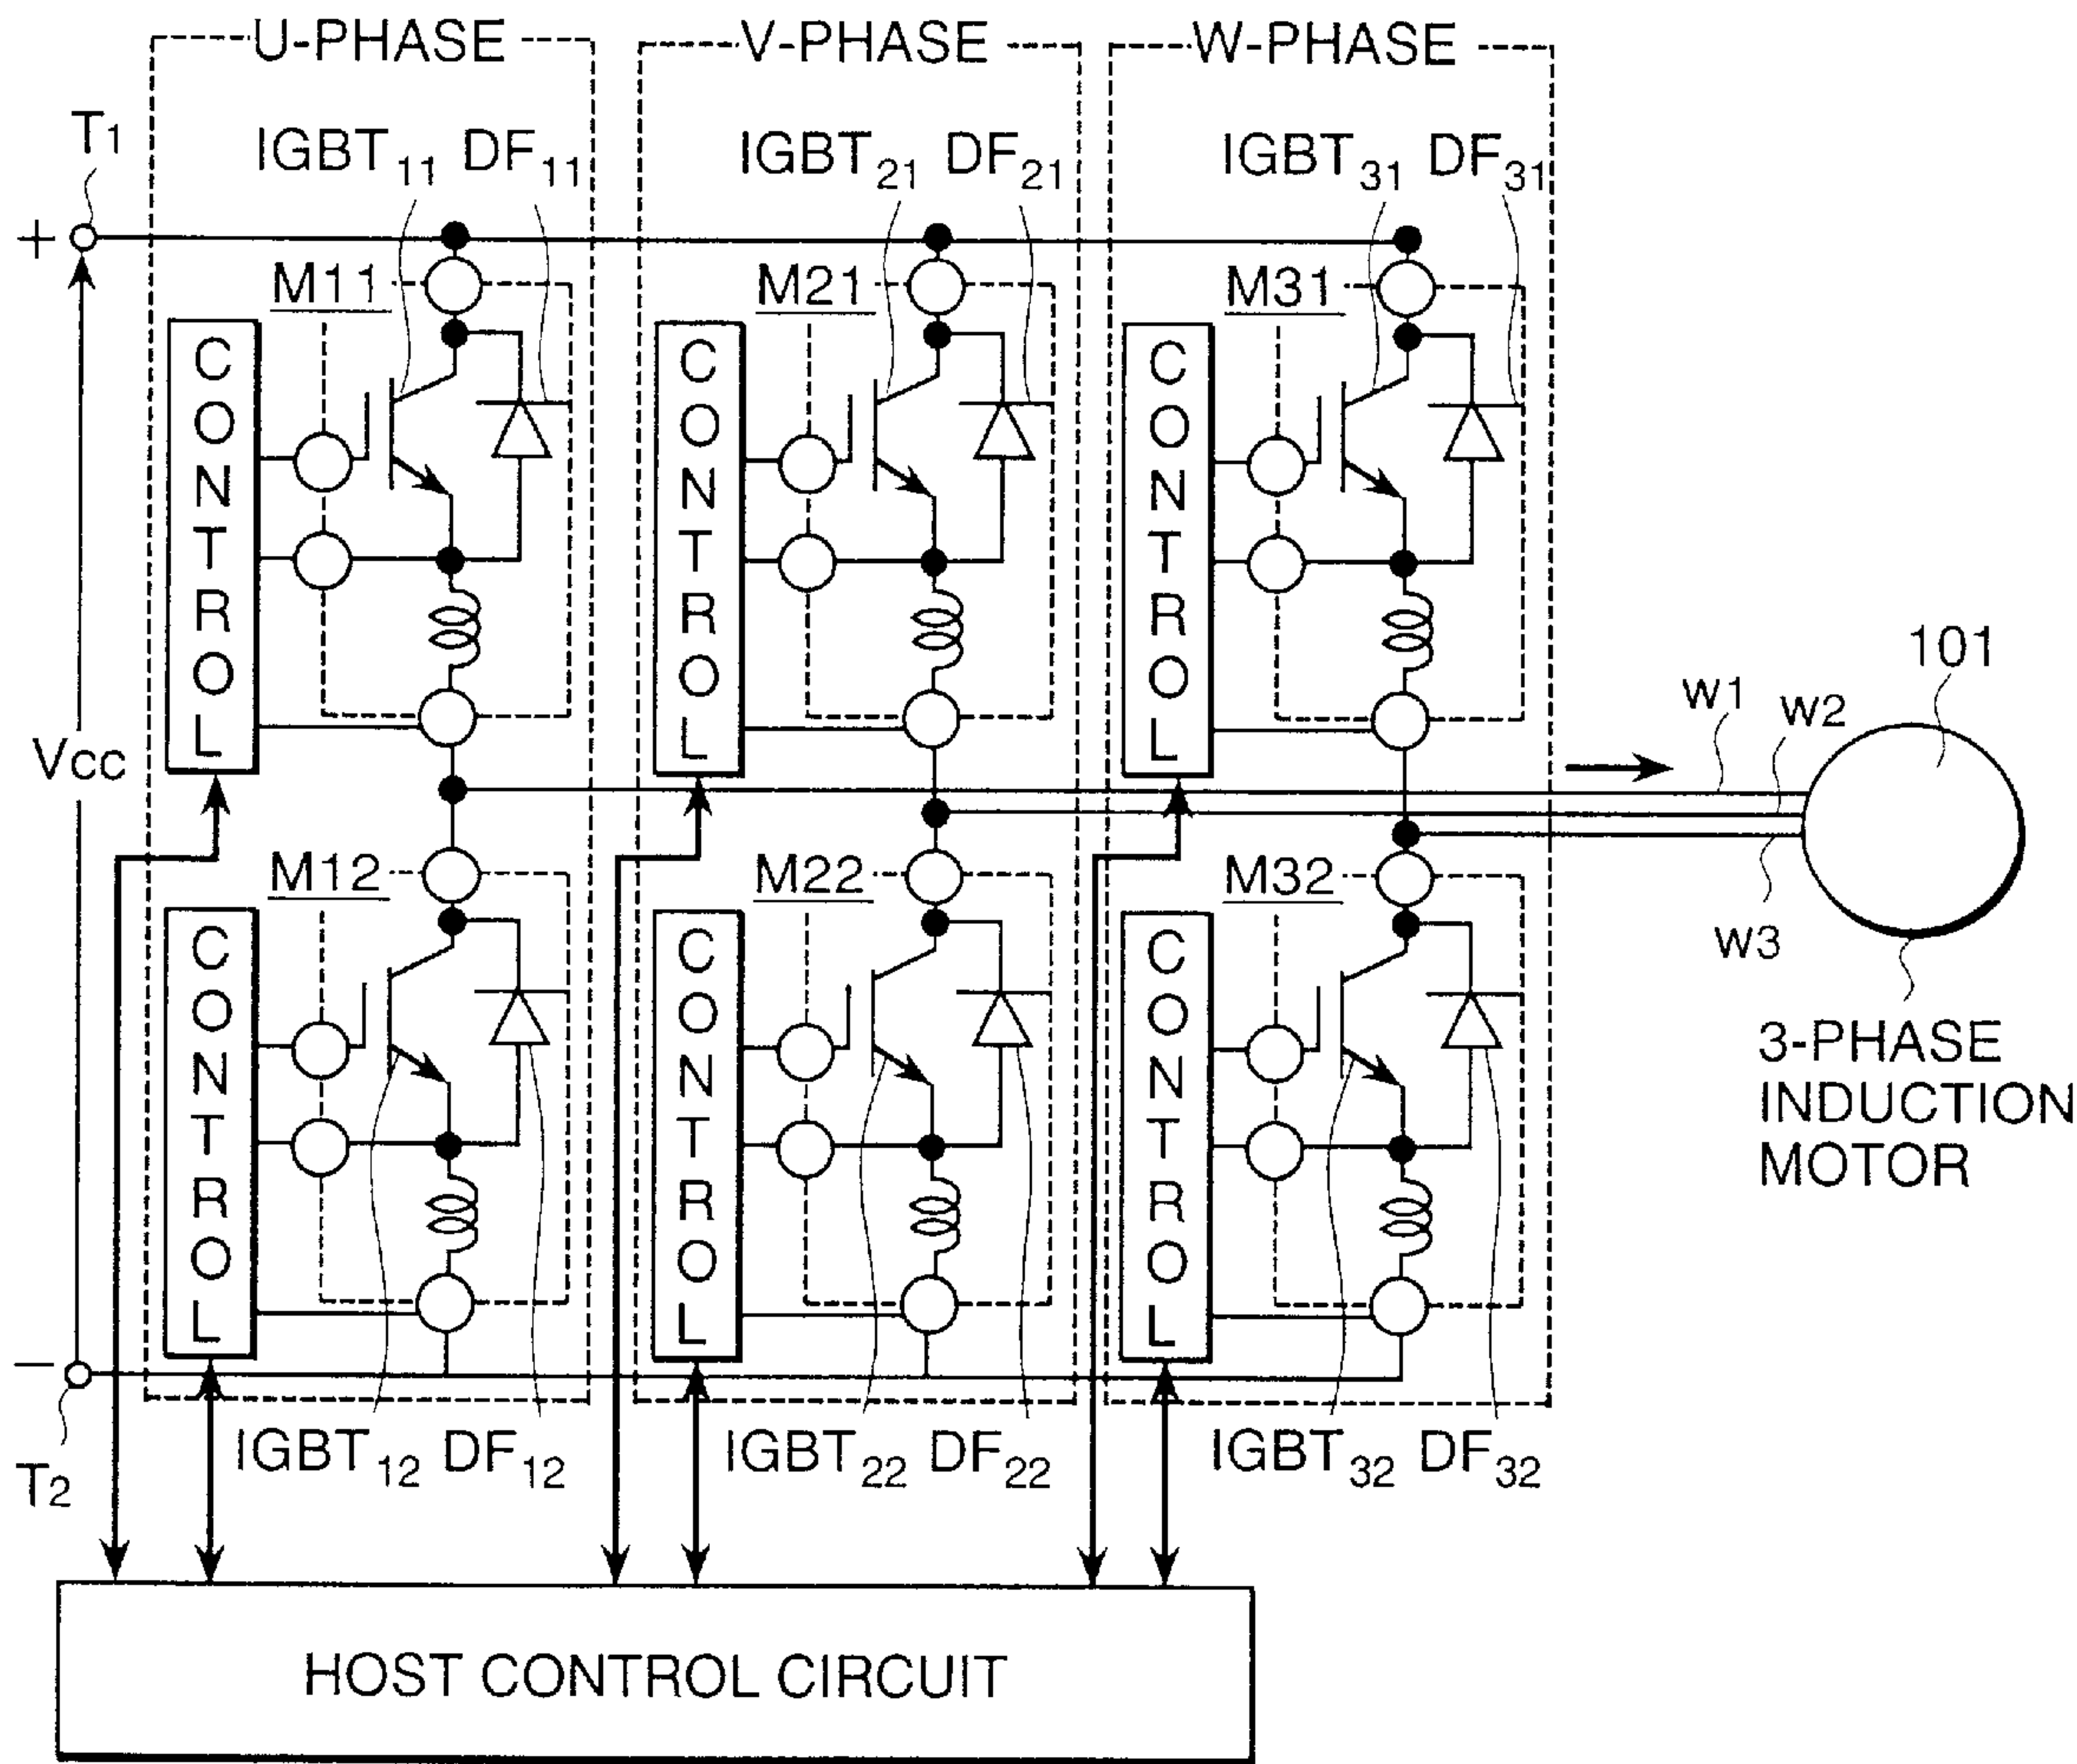 U-PHASE V-PHASE W-PHASE
T1
IGBT11 DF11 IGBT21 DF21 IGBT31 DF31
+
M11 M21 M31
CONTROL CONTROL CONTROL
101
W1 W2
Vcc
M12 M22 M32
W3
CONTROL CONTROL CONTROL
3-PHASE
INDUCTION
MOTOR
−
IGBT12 DF12 IGBT22 DF22 IGBT32 DF32
T2
HOST CONTROL CIRCUIT